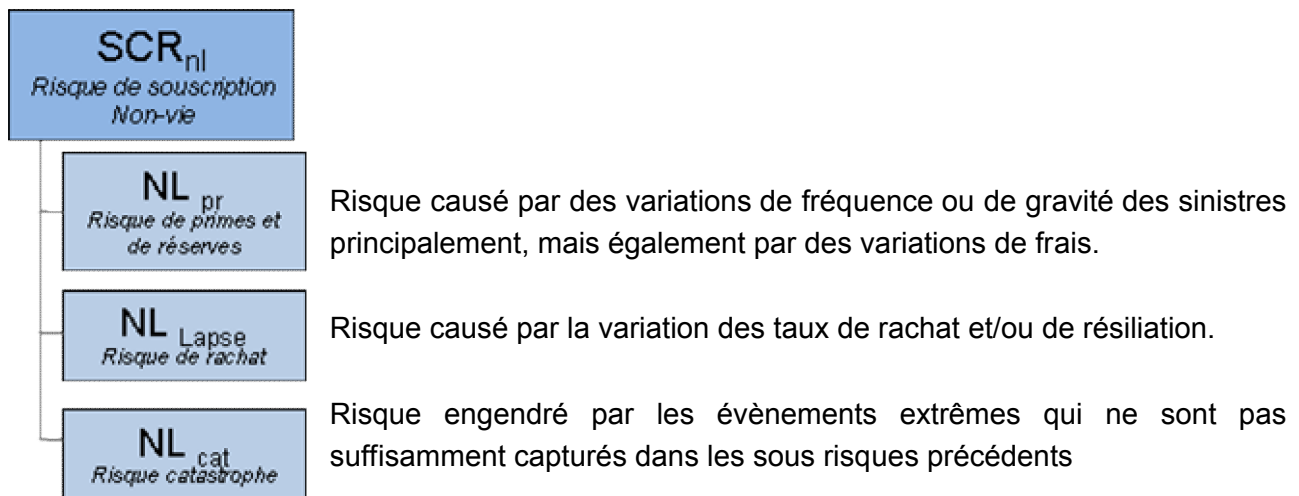 SCRnl
Risque de souscription
Non-vie
NL pr
Risque de primes et
de réserves
Risque causé par des variations de fréquence ou de gravité des sinistres
principalement, mais également par des variations de frais.
NL Lapse
Risque de rachat
Risque causé par la variation des taux de rachat et/ou de résiliation.
NL cat
Risque catastrophe
Risque engendré par les évènements extrêmes qui ne sont pas
suffisamment capturés dans les sous risques précédents